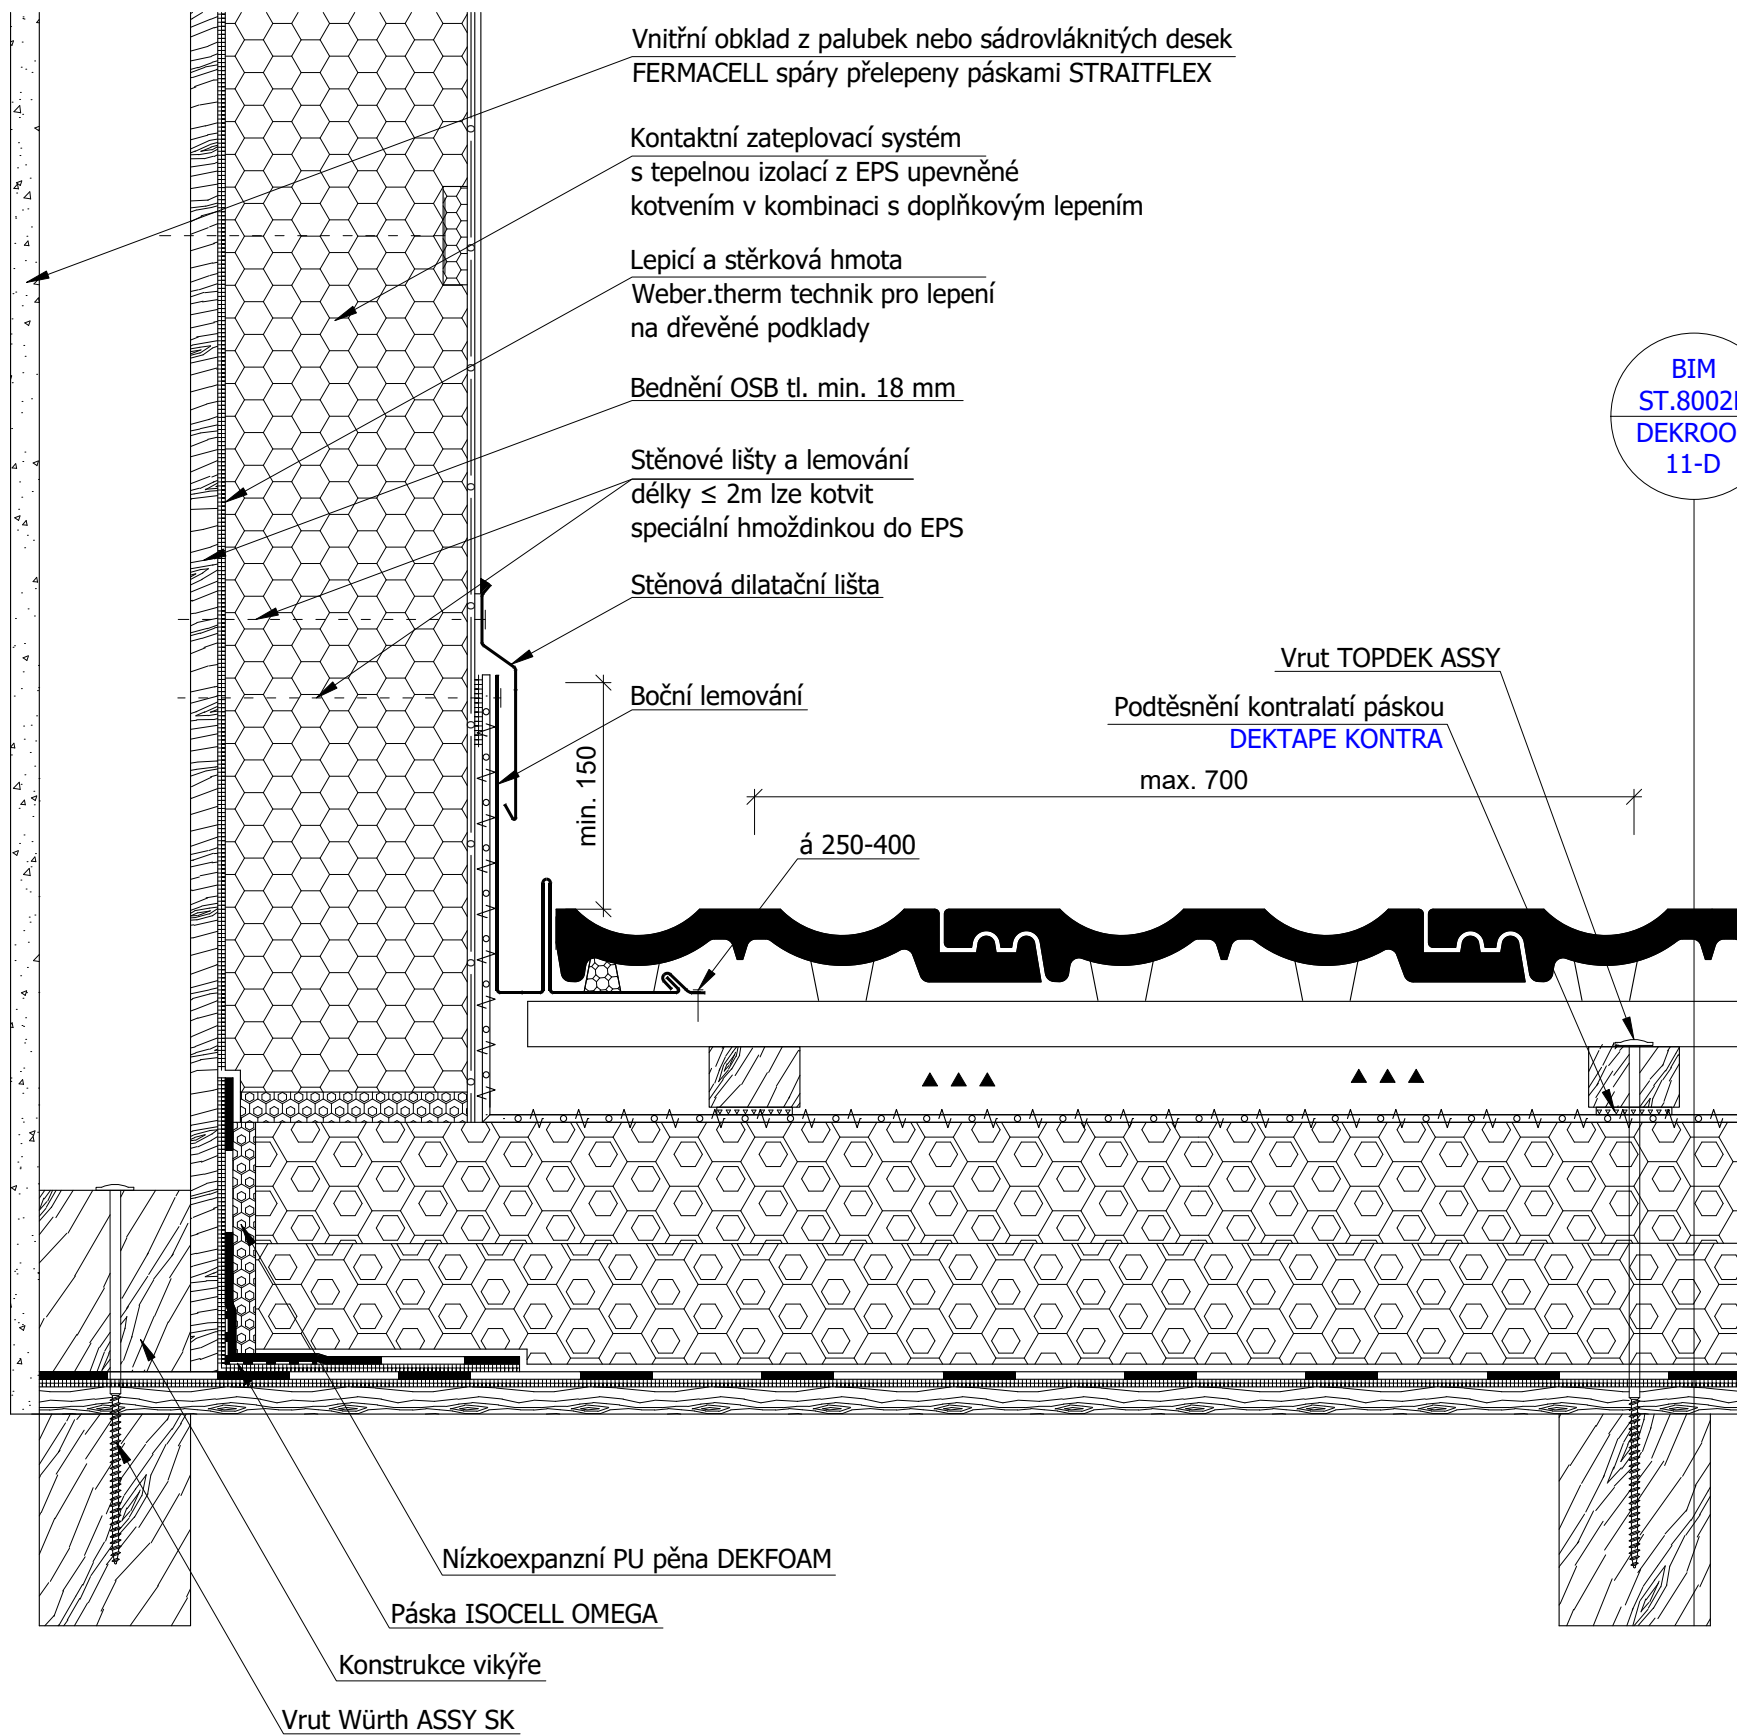 Vnitřní obklad z palubek nebo sádrovláknitých desek
FERMACELL spáry přelepeny páskami STRAITFLEX
Kontaktní zateplovací systém
s tepelnou izolací z EPS upevněné
kotvením v kombinaci s doplňkovým lepením
Lepicí a stěrková hmota
Weber.therm technik pro lepení
na dřevěné podklady
Bednění OSB tl. min. 18 mm
Stěnové lišty a lemování
délky ≤ 2m lze kotvit
speciální hmoždinkou do EPS
Stěnová dilatační lišta
Boční lemování
min. 150
á 250-400
max. 700
Vrut TOPDEK ASSY
Podtěsnění kontralatí páskou
DEKTAPE KONTRA
BIM
DEKROO
11-D
Nízkoexpanzní PU pěna DEKFOAM
Páska ISOCELL OMEGA
Konstrukce vikýře
Vrut Würth ASSY SK